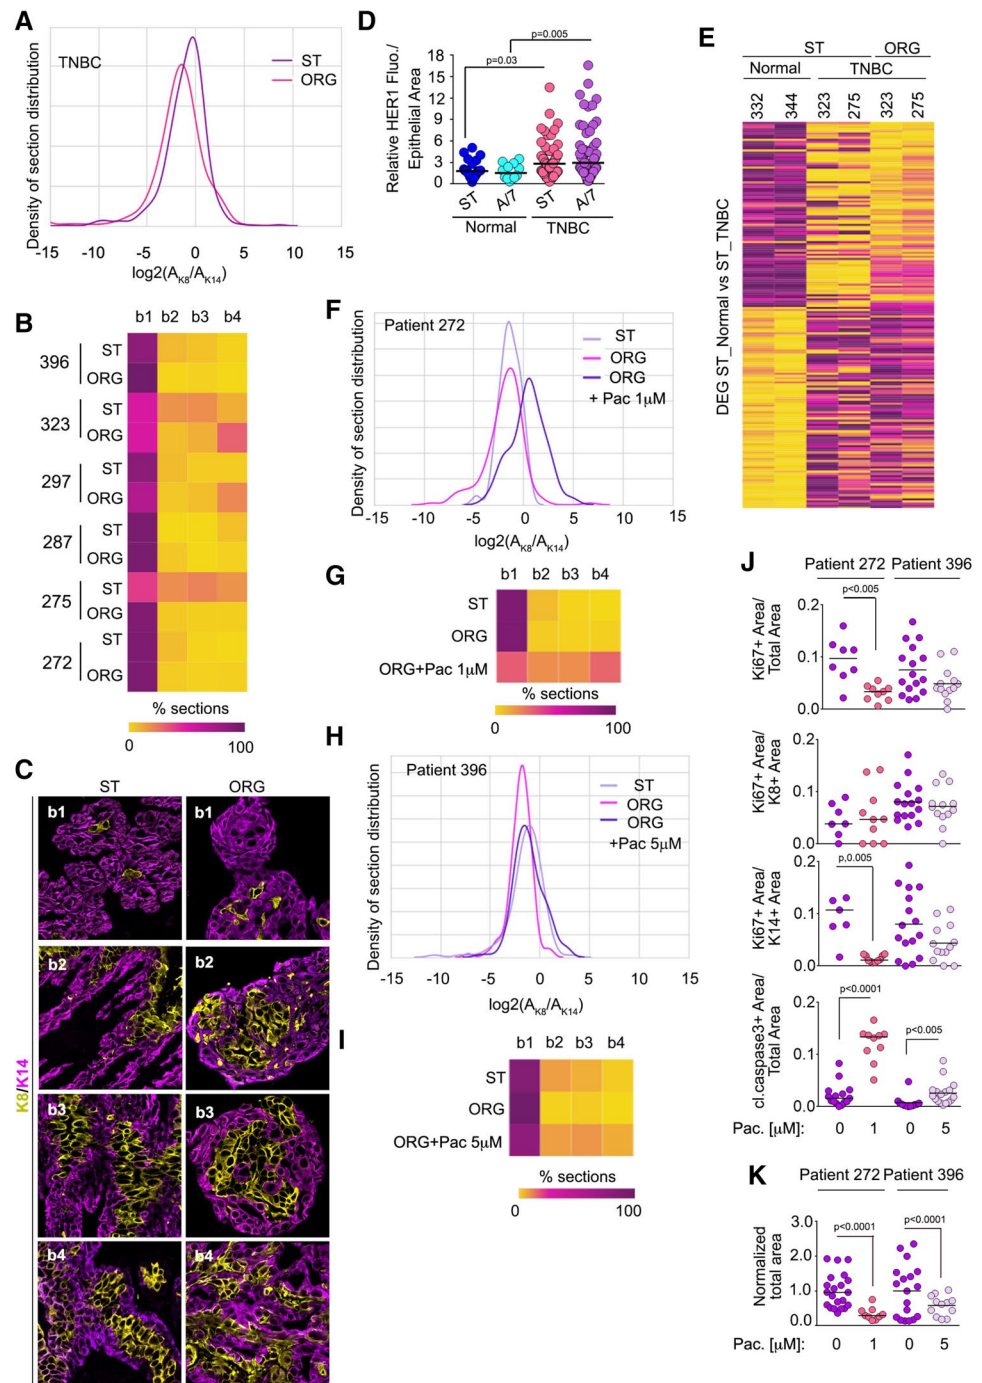 A
TNBC
ST
ORG
Density of section distribution
-15 -10 -5 0 5 10 15
log2(A_K8/A_K14)
B
b1 b2 b3 b4
396 ST
ORG
323 ST
ORG
297 ST
ORG
287 ST
ORG
275 ST
ORG
272 ST
ORG
% sections
0 100
C
ST ORG
K8/K14
b1 b1
b2 b2
b3 b3
b4 b4
D
p=0.005
p=0.03
Relative HER1 Fluo./
Epithelial Area
18
15
12
9
6
3
0
ST A/7 ST A/7
Normal TNBC
E
ST ORG
Normal TNBC
332 344 323 275 323 275
DEG ST_Normal vs ST_TNBC
F
Patient 272
ST
ORG
ORG
+ Pac 1µM
Density of section distribution
-15 -10 -5 0 5 10 15
log2(A_K8/A_K14)
G
b1 b2 b3 b4
ST
ORG
ORG+Pac 1µM
% sections
0 100
H
Patient 396
ST
ORG
ORG
+Pac 5µM
Density of section distribution
-15 -10 -5 0 5 10 15
log2(A_K8/A_K14)
I
b1 b2 b3 b4
ST
ORG
ORG+Pac 5µM
% sections
0 100
J
Patient 272 Patient 396
p<0.005
Ki67+ Area/
Total Area
0.2
0.1
0.0
Ki67+ Area/
K8+ Area
0.2
0.1
0.0
p,0.005
Ki67+ Area/
K14+ Area
0.2
0.1
0.0
p<0.0001
p<0.005
cl.caspase3+ Area/
Total Area
0.2
0.1
0.0
Pac. [µM]: 0 1 0 5
K
Patient 272 Patient 396
p<0.0001 p<0.0001
Normalized
total area
3.0
2.0
1.0
0.0
Pac. [µM]: 0 1 0 5